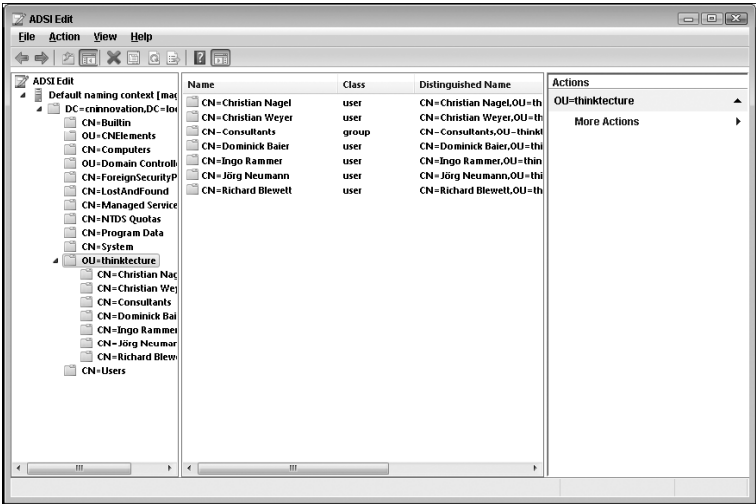 ADSI Edit
File Action View Help
ADSI Edit
Default naming context [mag
DC=cninnovation,DC=loc
CN=Builtin
OU=CNElements
CN=Computers
OU=Domain Controll
CN=ForeignSecurityP
CN=LostAndFound
CN=Managed Service
CN=NTDS Quotas
CN=Program Data
CN=System
OU=thinktecture
CN=Christian Nag
CN=Christian Wey
CN=Consultants
CN=Dominick Bai
CN=Ingo Rammer
CN=Jörg Neumar
CN=Richard Blew
CN=Users
Name Class Distinguished Name
CN=Christian Nagel user CN=Christian Nagel,OU=th
CN=Christian Weyer user CN=Christian Weyer,OU=th
CN=Consultants group CN=Consultants,OU=thinkt
CN=Dominick Baier user CN=Dominick Baier,OU=thi
CN=Ingo Rammer user CN=Ingo Rammer,OU=thin
CN=Jörg Neumann user CN=Jörg Neumann,OU=thi
CN=Richard Blewett user CN=Richard Blewett,OU=th
Actions
OU=thinktecture
More Actions